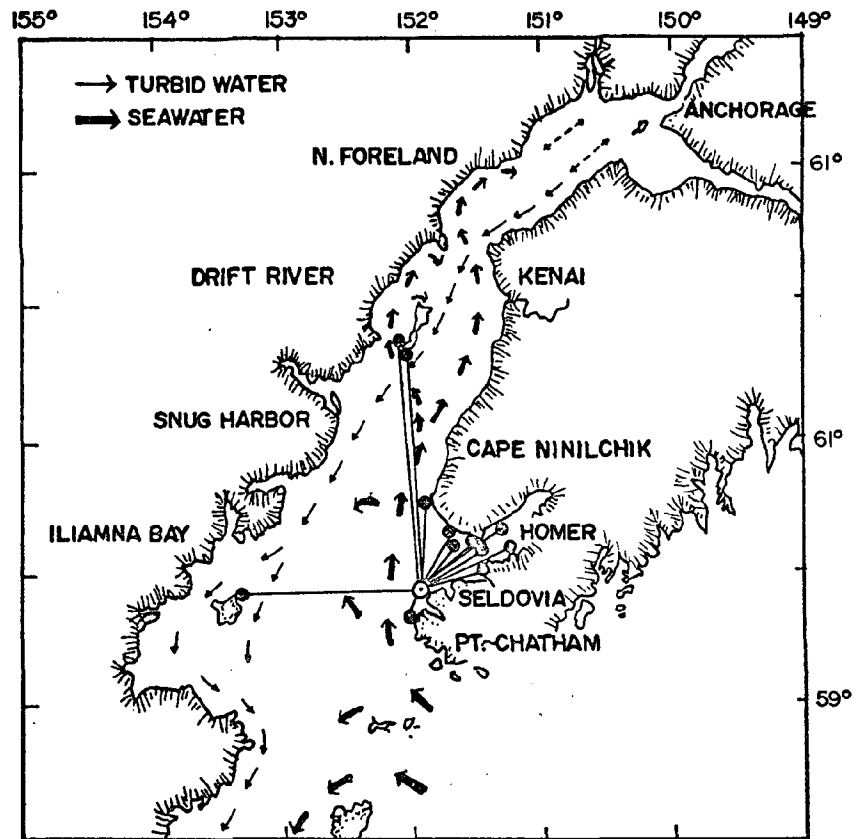 155° 154° 153° 152° 151° 150° 149°
TURBID WATER
SEAWATER
ANCHORAGE
N. FORELAND
61°
DRIFT RIVER
KENAI
SNUG HARBOR
61°
CAPE NINILCHIK
ILIAMNA BAY
HOMER
SELDOVIA
PT. CHATHAM
59°